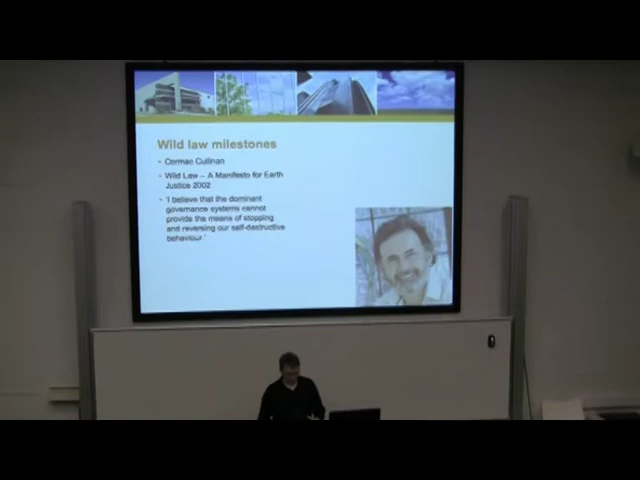 Wild law milestones
• Cormac Cullinan
• Wild Law – A Manifesto for Earth
Justice 2002
• 'I believe that the dominant
governance systems cannot
provide the means of stopping
and reversing our self-destructive
behaviour.'